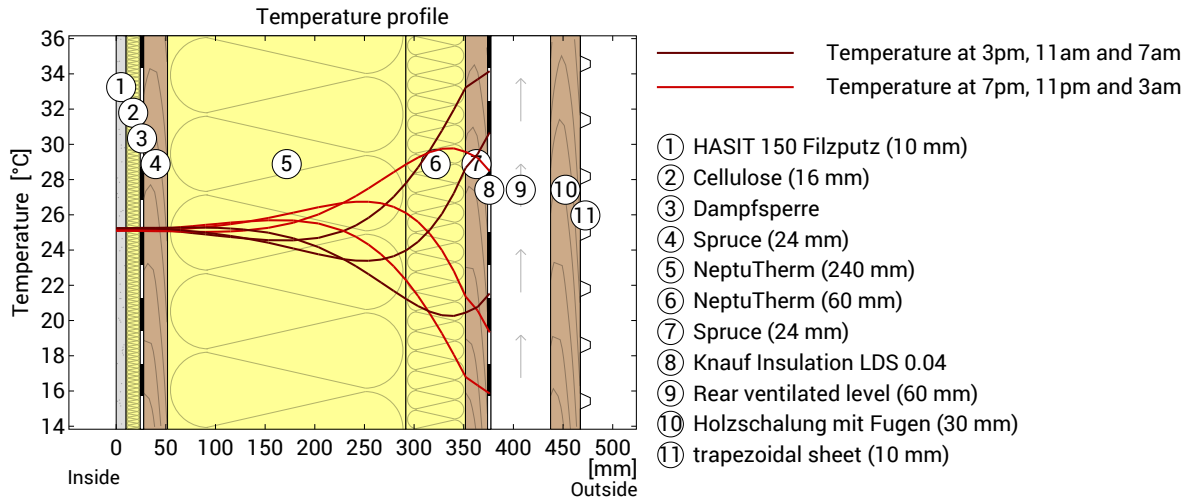 Temperature profile
Temperature [°C]
36
34
32
30
28
26
24
22
20
18
16
14
1
2
3
4
5
6
7
8
9
10
11
0 50 100 150 200 250 300 350 400 450 500
[mm]
Inside
Outside
Temperature at 3pm, 11am and 7am
Temperature at 7pm, 11pm and 3am
1 HASIT 150 Filzputz (10 mm)
2 Cellulose (16 mm)
3 Dampfsperre
4 Spruce (24 mm)
5 NeptuTherm (240 mm)
6 NeptuTherm (60 mm)
7 Spruce (24 mm)
8 Knauf Insulation LDS 0.04
9 Rear ventilated level (60 mm)
10 Holzschalung mit Fugen (30 mm)
11 trapezoidal sheet (10 mm)